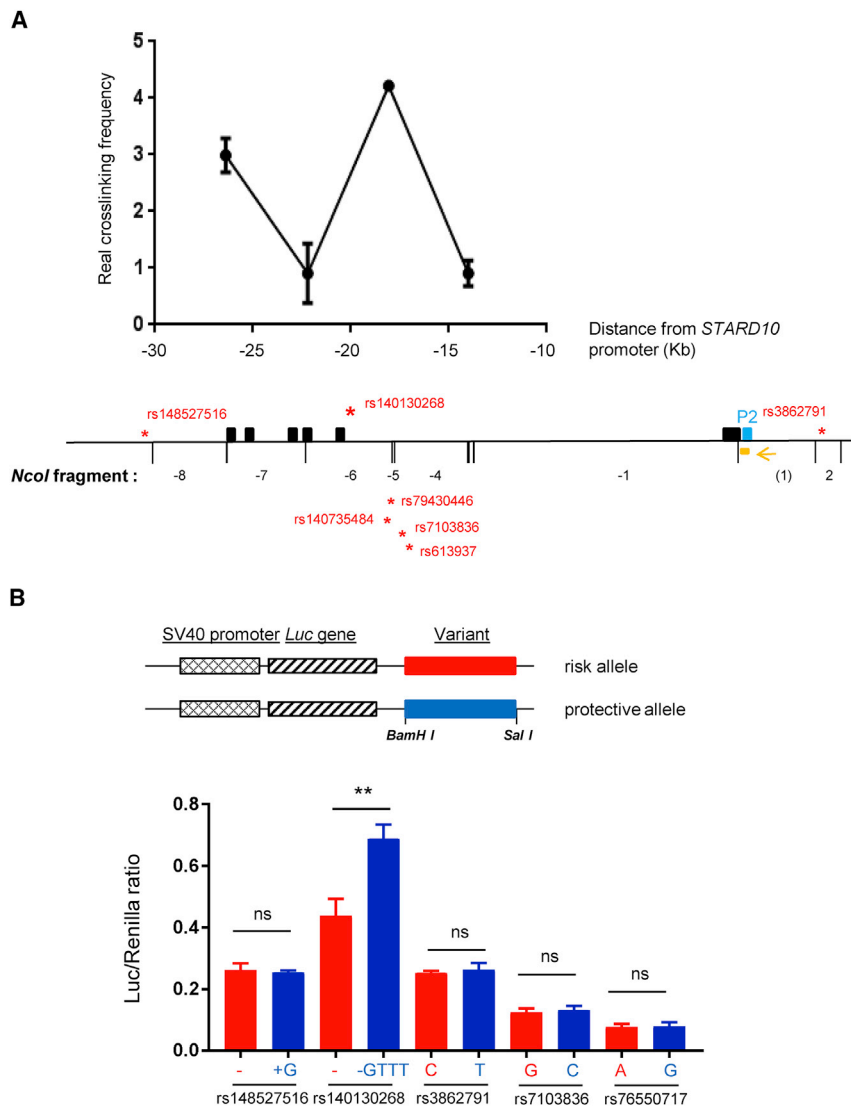 A
Real crosslinking frequency
5
4
3
2
1
0
-30
-25
-20
-15
-10
Distance from STARD10
promoter (Kb)
rs148527516
*
* rs140130268
P2
rs3862791
*
NcoI fragment :
-8
-7
-6
-5
-4
-1
(1)
2
* rs79430446
rs140735484 *
* rs7103836
* rs613937
B
SV40 promoter Luc gene Variant
risk allele
protective allele
BamH I Sal I
Luc/Renilla ratio
0.8
0.6
0.4
0.2
0.0
ns
**
ns
ns
ns
- +G - -GTTT C T G C A G
rs148527516 rs140130268 rs3862791 rs7103836 rs76550717